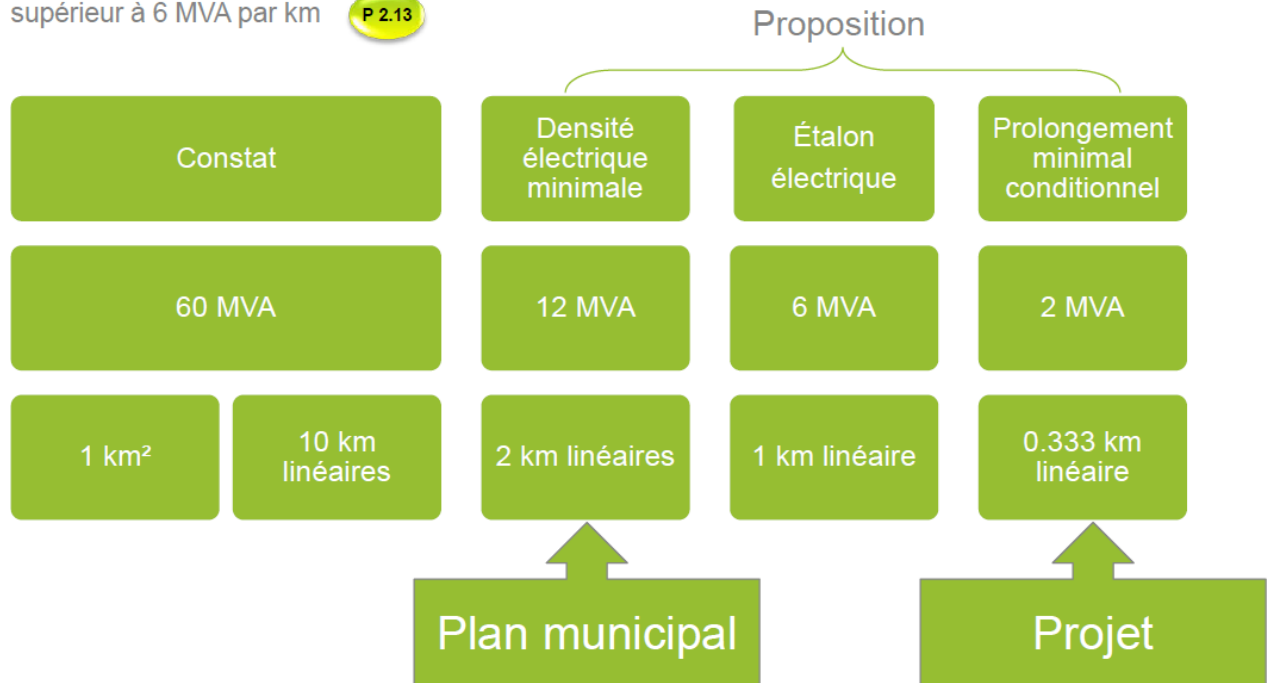 supérieur à 6 MVA par km
P 2.13
Proposition
Constat
Densité
électrique
minimale
Étalon
électrique
Prolongement
minimal
conditionnel
60 MVA
12 MVA
6 MVA
2 MVA
1 km²
10 km
linéaires
2 km linéaires
1 km linéaire
0.333 km
linéaire
Plan municipal
Projet